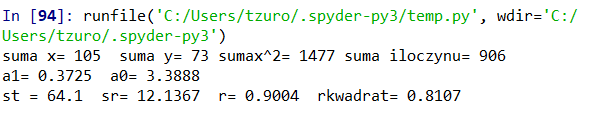 In [94]: runfile('C:/Users/tzuro/.spyder-py3/temp.py', wdir='C:/
Users/tzuro/.spyder-py3')
suma x= 105  suma y= 73 sumax^2= 1477 suma iloczynu= 906
a1= 0.3725  a0= 3.3888
st = 64.1  sr= 12.1367  r= 0.9004  rkwadrat= 0.8107